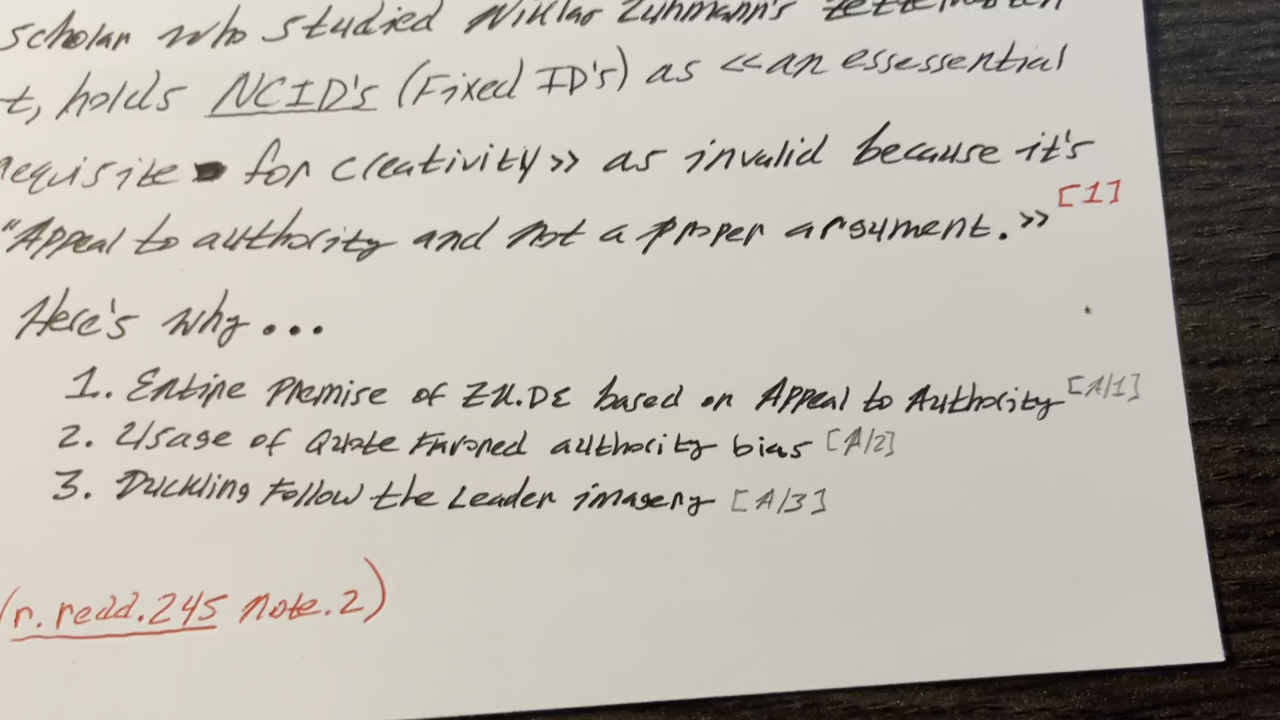 scholar who studied Niklas Luhmann's
t, holds NCID's (Fixed ID's) as <<an essessential
requisite for creativity>> as invalid because it's
"Appeal to authority and not a proper argument.>> [1]
Here's why...
1. Entire Premise of ZK.DE based on Appeal to Authority [A/1]
2. Usage of Quote Favored authority bias [A/2]
3. Duckling Follow the Leader imagery [A/3]
(r.redd.245 note.2)